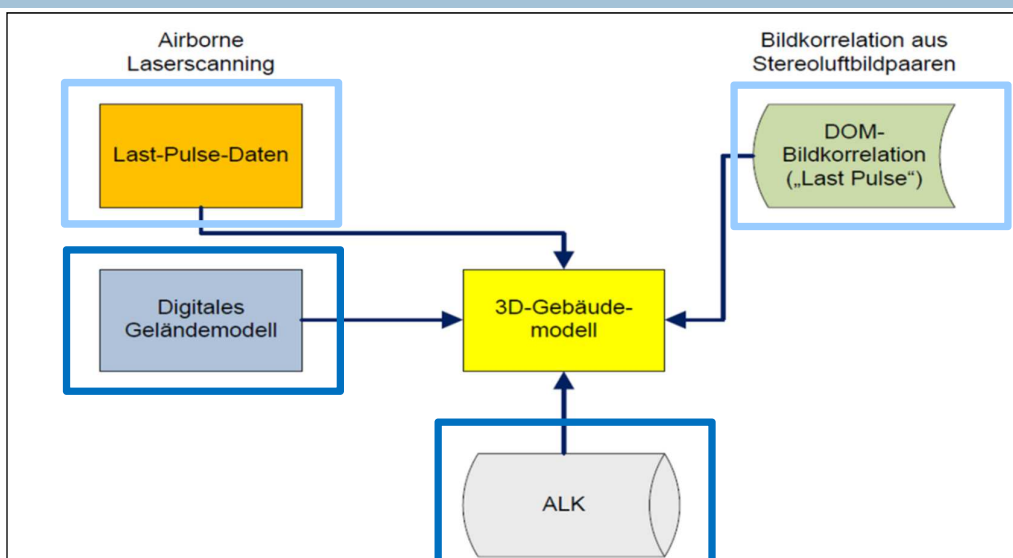 Airborne
Laserscanning
Bildkorrelation aus
Stereoluftbildpaaren
Last-Pulse-Daten
DOM-
Bildkorrelation
(„Last Pulse“)
Digitales
Geländemodell
3D-Gebäude-
modell
ALK